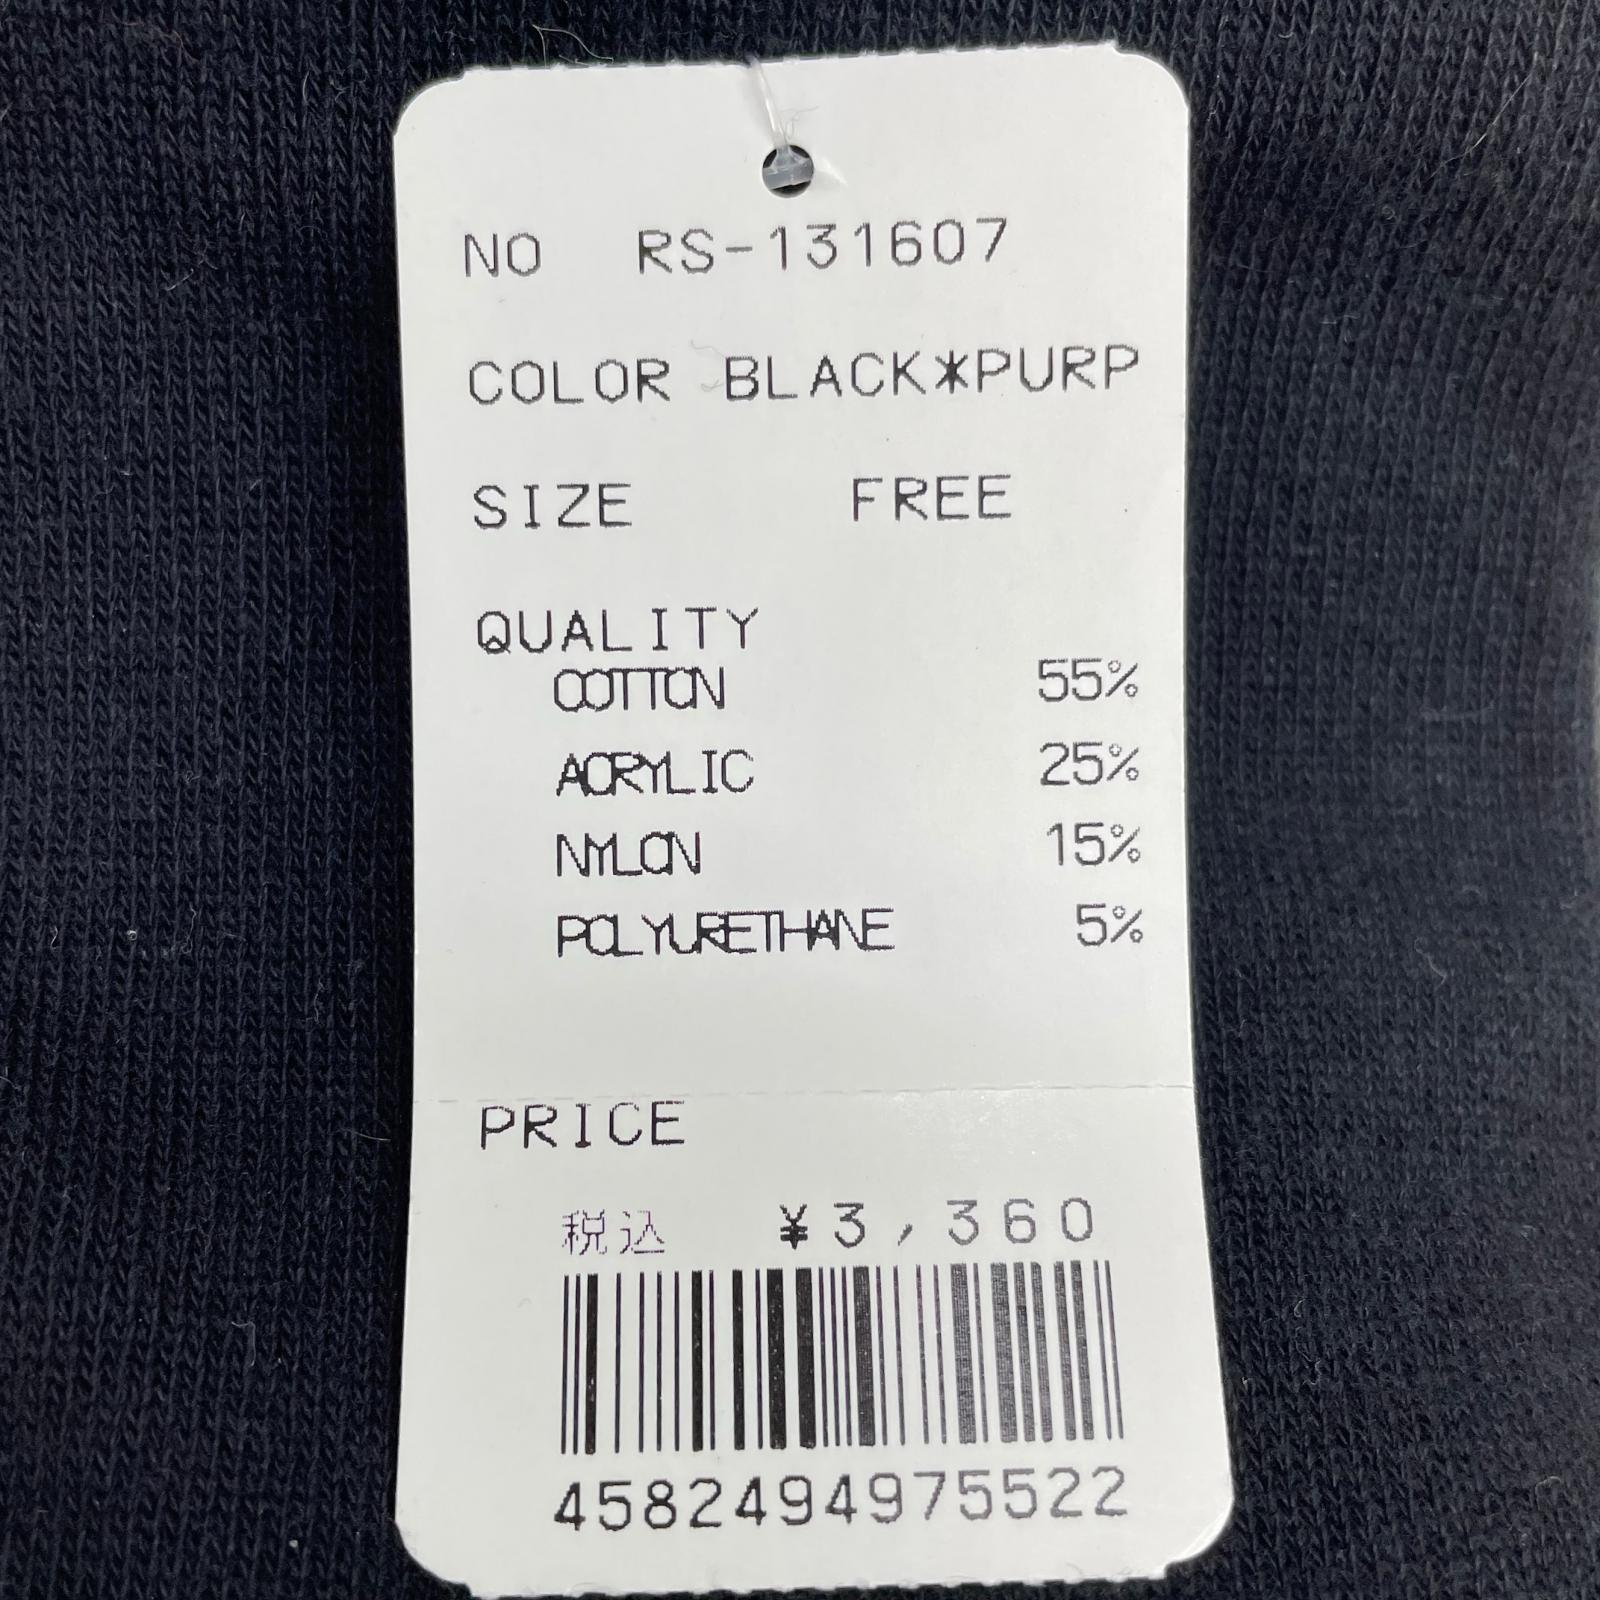 NO RS-131607
COLOR BLACK*PURP
SIZE FREE
QUALITY
COTTON 55%
ACRYLIC 25%
NYLON 15%
POLYURETHANE 5%
PRICE
税込 ¥3,360
4582494975522